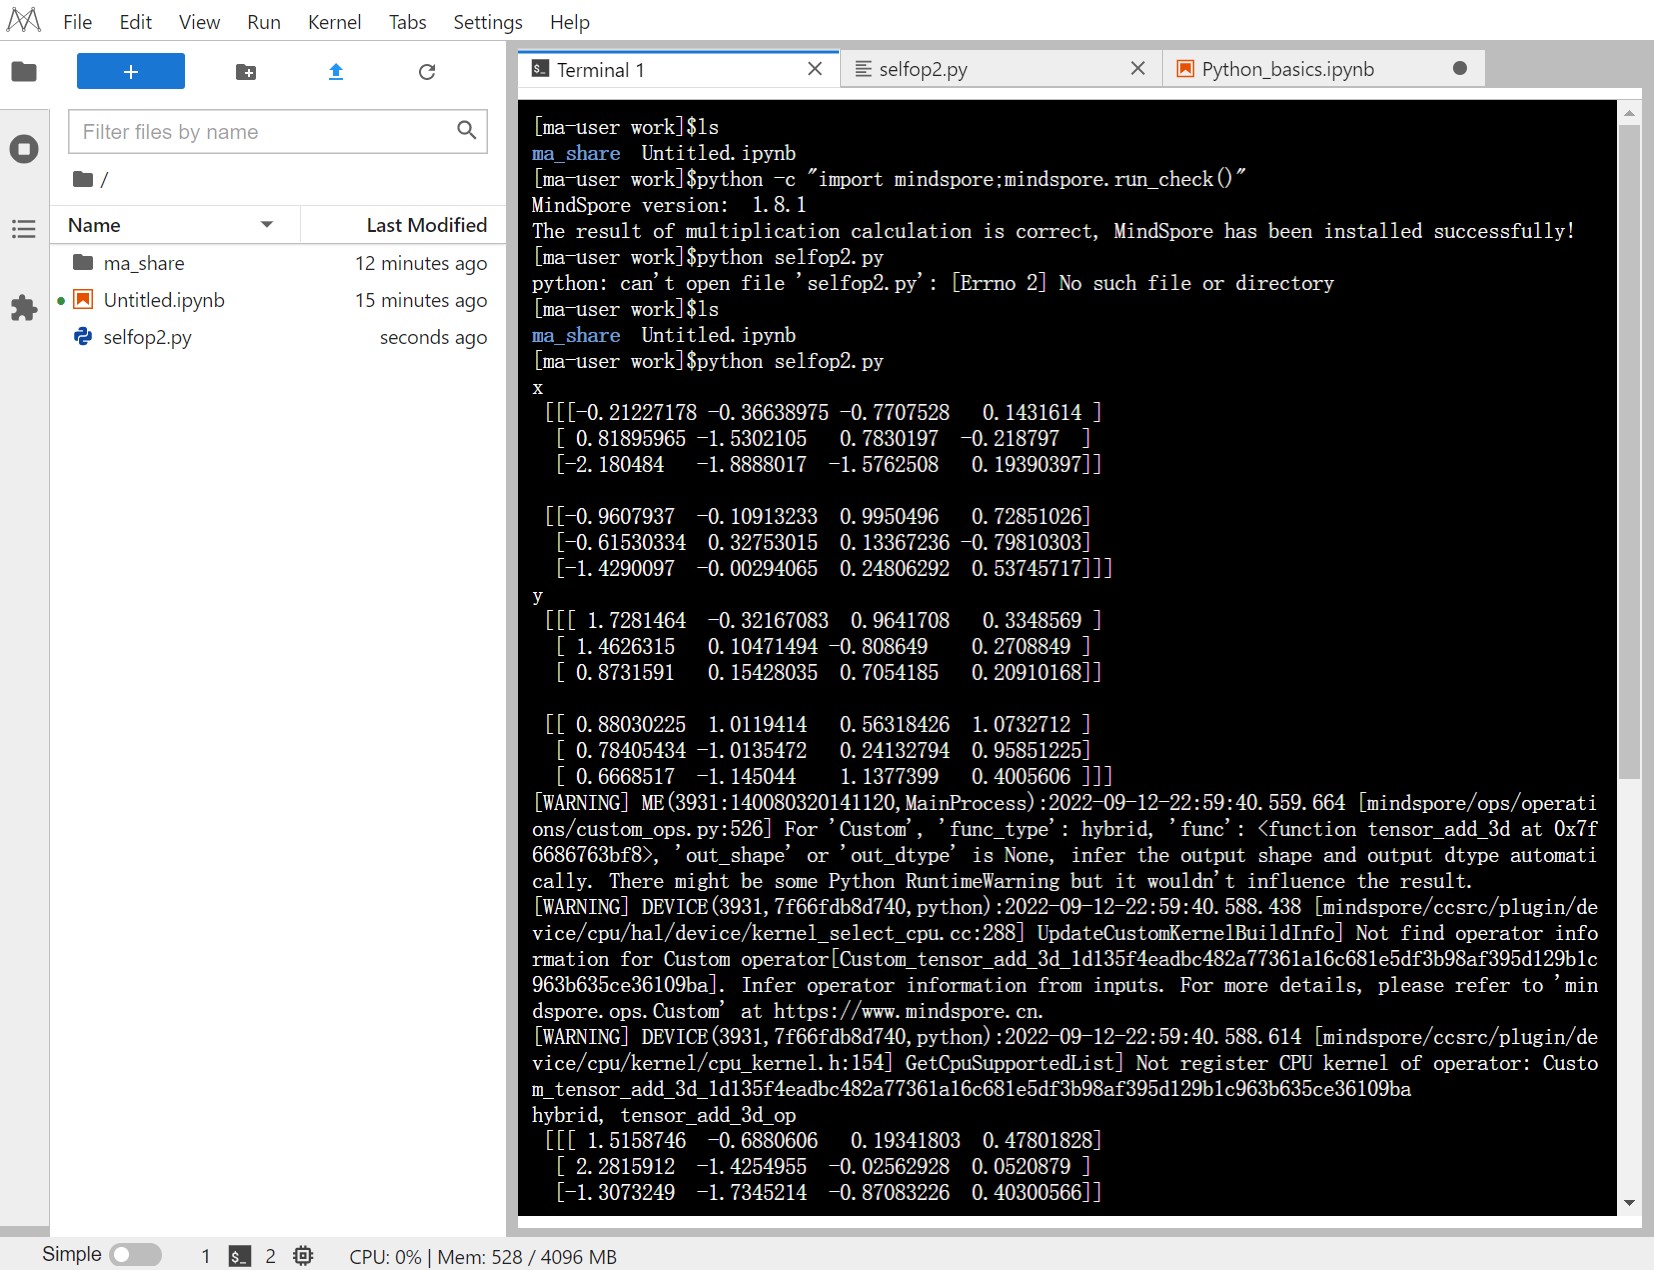 File Edit View Run Kernel Tabs Settings Help
+
Filter files by name
/
Name Last Modified
ma_share 12 minutes ago
Untitled.ipynb 15 minutes ago
selfop2.py seconds ago
Terminal 1 selfop2.py Python_basics.ipynb
[ma-user work]$ls
ma_share  Untitled.ipynb
[ma-user work]$python -c "import mindspore;mindspore.run_check()"
MindSpore version:  1.8.1
The result of multiplication calculation is correct, MindSpore has been installed successfully!
[ma-user work]$python selfop2.py
python: can't open file 'selfop2.py': [Errno 2] No such file or directory
[ma-user work]$ls
ma_share  Untitled.ipynb
[ma-user work]$python selfop2.py
x
[[[-0.21227178 -0.36638975 -0.7707528   0.1431614 ]
[ 0.81895965 -1.5302105   0.7830197  -0.218797  ]
[-2.180484   -1.8888017  -1.5762508   0.19390397]]
[[-0.9607937  -0.10913233  0.9950496   0.72851026]
[-0.61530334  0.32753015  0.13367236 -0.79810303]
[-1.4290097  -0.00294065  0.24806292  0.53745717]]]
y
[[[ 1.7281464  -0.32167083  0.9641708   0.3348569 ]
[ 1.4626315   0.10471494 -0.808649    0.2708849 ]
[ 0.8731591   0.15428035  0.7054185   0.20910168]]
[[ 0.88030225  1.0119414   0.56318426  1.0732712 ]
[ 0.78405434 -1.0135472   0.24132794  0.95851225]
[ 0.6668517  -1.145044    1.1377399   0.4005606 ]]]
[WARNING] ME(3931:140080320141120,MainProcess):2022-09-12-22:59:40.559.664 [mindspore/ops/operati
ons/custom_ops.py:526] For 'Custom', 'func_type': hybrid, 'func': <function tensor_add_3d at 0x7f
6686763bf8>, 'out_shape' or 'out_dtype' is None, infer the output shape and output dtype automati
cally. There might be some Python RuntimeWarning but it wouldn't influence the result.
[WARNING] DEVICE(3931,7f66fdb8d740,python):2022-09-12-22:59:40.588.438 [mindspore/ccsrc/plugin/de
vice/cpu/hal/device/kernel_select_cpu.cc:288] UpdateCustomKernelBuildInfo] Not find operator info
rmation for Custom operator[Custom_tensor_add_3d_1d135f4eadbc482a77361a16c681e5df3b98af395d129b1c
963b635ce36109ba]. Infer operator information from inputs. For more details, please refer to 'min
dspore.ops.Custom' at https://www.mindspore.cn.
[WARNING] DEVICE(3931,7f66fdb8d740,python):2022-09-12-22:59:40.588.614 [mindspore/ccsrc/plugin/de
vice/cpu/kernel/cpu_kernel.h:154] GetCpuSupportedList] Not register CPU kernel of operator: Custo
m_tensor_add_3d_1d135f4eadbc482a77361a16c681e5df3b98af395d129b1c963b635ce36109ba
hybrid, tensor_add_3d_op
[[[ 1.5158746  -0.6880606   0.19341803  0.47801828]
[ 2.2815912  -1.4254955  -0.02562928  0.0520879 ]
[-1.3073249  -1.7345214  -0.87083226  0.40300566]]
Simple 1 $_ 2 CPU: 0% | Mem: 528 / 4096 MB